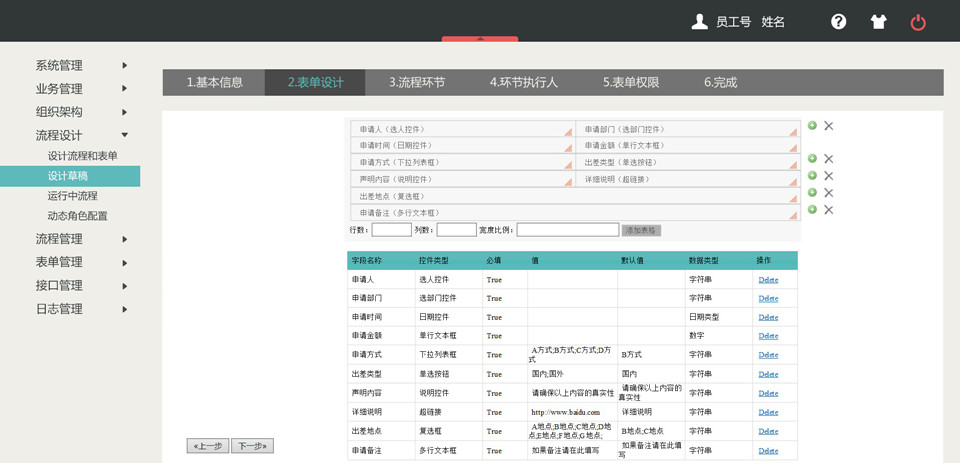 员工号 姓名
系统管理
业务管理
组织架构
流程设计
设计流程和表单
设计草稿
运行中流程
动态角色配置
流程管理
表单管理
接口管理
日志管理
1.基本信息 2.表单设计 3.流程环节 4.环节执行人 5.表单权限 6.完成
申请人（选人控件） 申请部门（选部门控件）
申请时间（日期控件） 申请金额（单行文本框）
申请方式（下拉列表框） 出差类型（单选按钮）
声明内容（说明控件） 详细说明（超链接）
出差地点（复选框）
申请备注（多行文本框）
行数: 列数: 宽度比例: 添加表格
字段名称 控件类型 必填 值 默认值 数据类型 操作
申请人 选人控件 True 字符串 Delete
申请部门 选部门控件 True 字符串 Delete
申请时间 日期控件 True 日期类型 Delete
申请金额 单行文本框 True 数字 Delete
申请方式 下拉列表框 True A方式;B方式;C方式;D方式 B方式 字符串 Delete
出差类型 单选按钮 True 国内;国外 国内 字符串 Delete
声明内容 说明控件 True 请确保以上内容的真实性 请确保以上内容的真实性 字符串 Delete
详细说明 超链接 True http://www.baidu.com 详细说明 字符串 Delete
出差地点 复选框 True A地点;B地点;C地点;D地点;E地点;F地点;G地点; B地点;C地点 字符串 Delete
申请备注 多行文本框 True 如果备注请在此填写 如果备注请在此填写 字符串 Delete
«上一步 下一步»